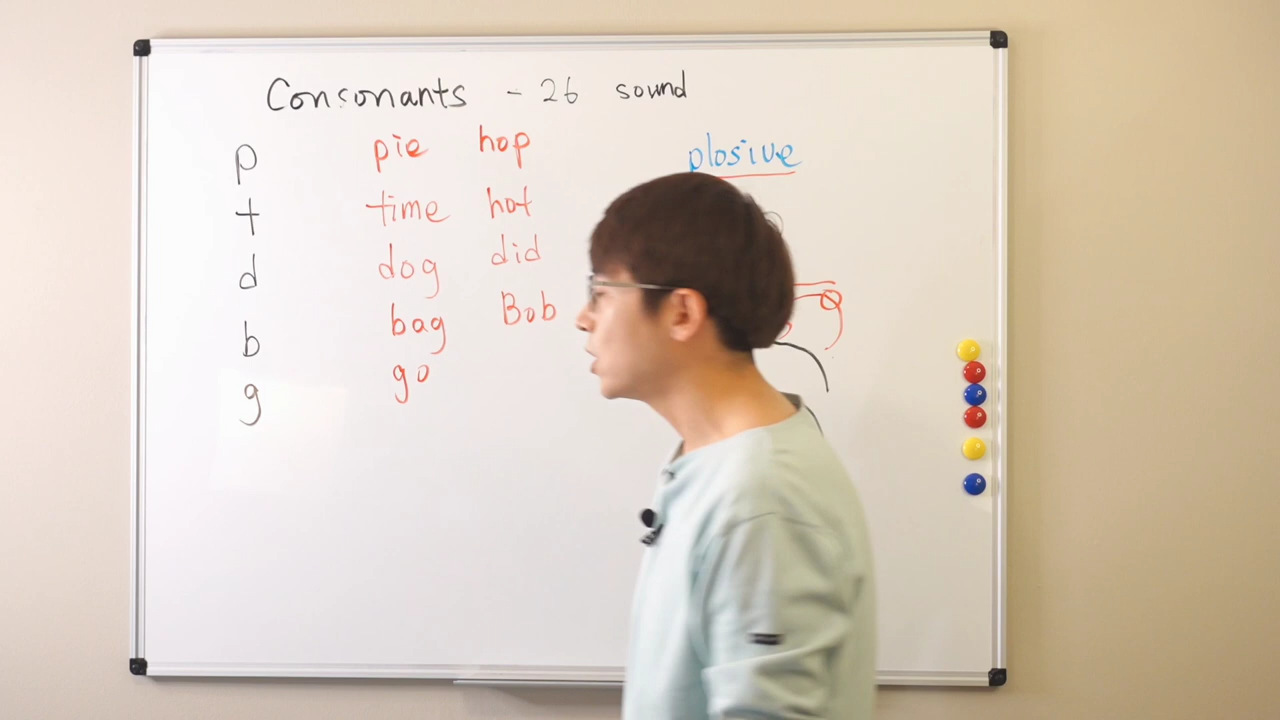 Consonants - 26 sound
p pie hop plosive
t time hot
d dog did
b bag Bob
g go
g